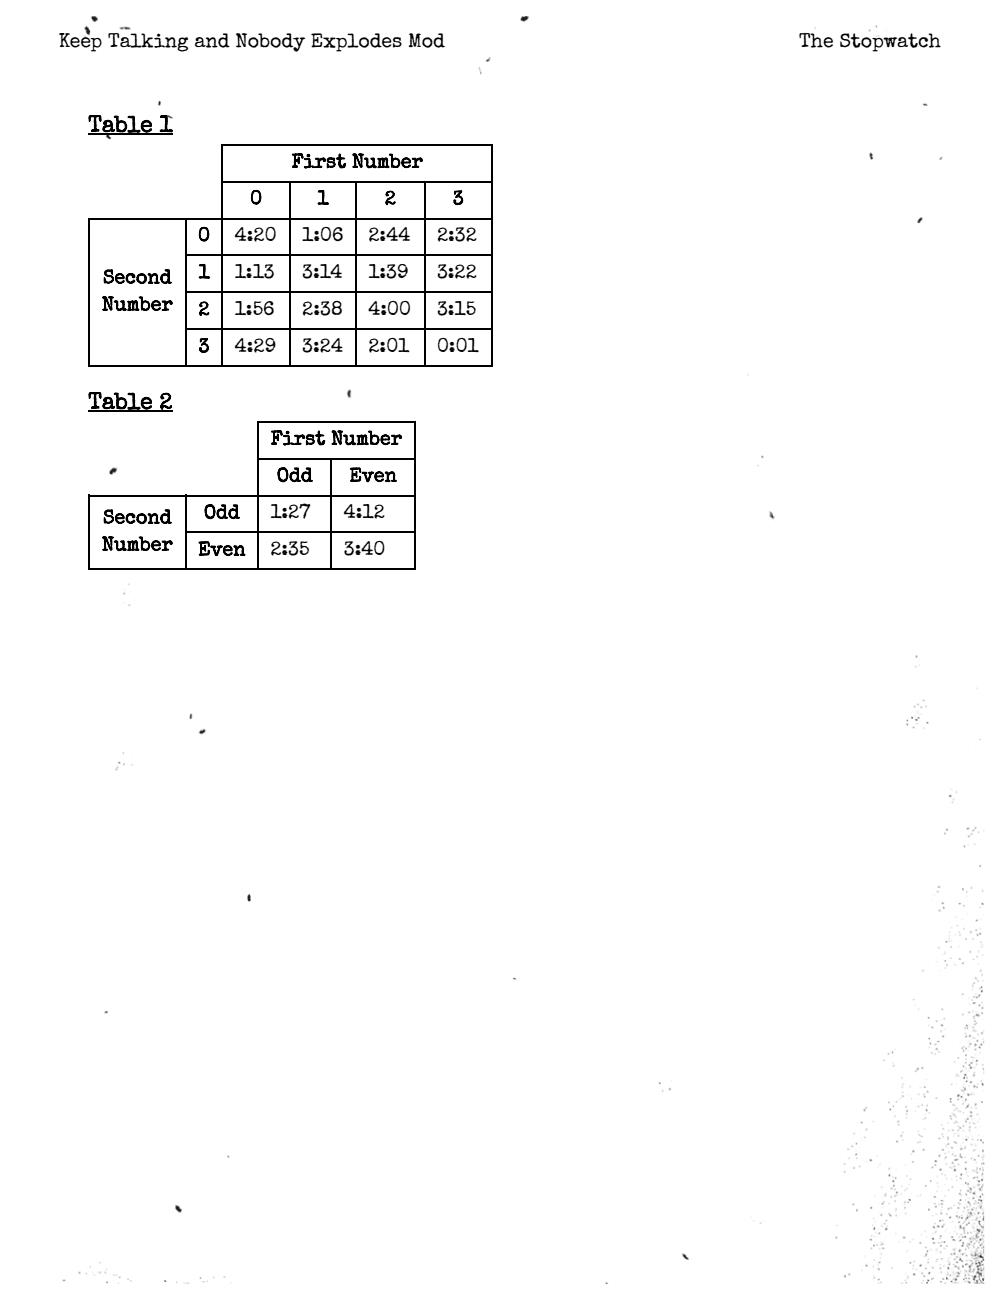 Keep Talking and Nobody Explodes Mod The Stopwatch
Table 1
First Number
0 1 2 3
Second Number
0 4:20 1:06 2:44 2:32
1 1:13 3:14 1:39 3:22
2 1:56 2:38 4:00 3:15
3 4:29 3:24 2:01 0:01
Table 2
First Number
Odd Even
Second Number
Odd 1:27 4:12
Even 2:35 3:40